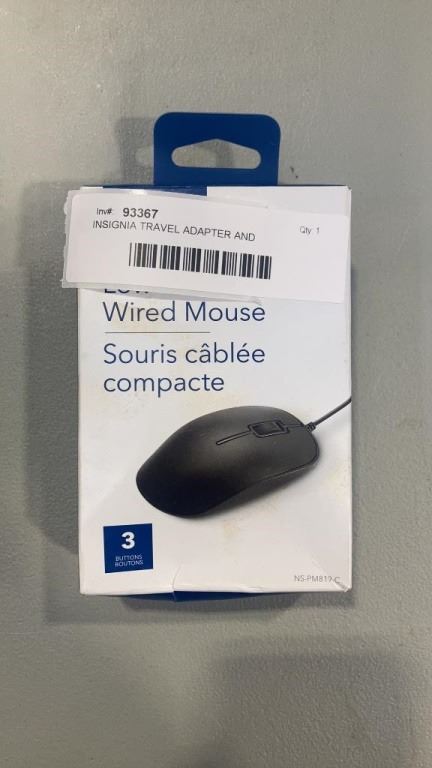 Inv#: 93367
INSIGNIA TRAVEL ADAPTER AND
Qty 1
Wired Mouse
Souris câblée
compacte
3
BUTTONS
BOUTONS
NS-PM819-C